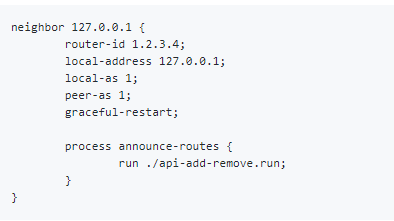 neighbor 127.0.0.1 {
        router-id 1.2.3.4;
        local-address 127.0.0.1;
        local-as 1;
        peer-as 1;
        graceful-restart;

        process announce-routes {
                run ./api-add-remove.run;
        }
}